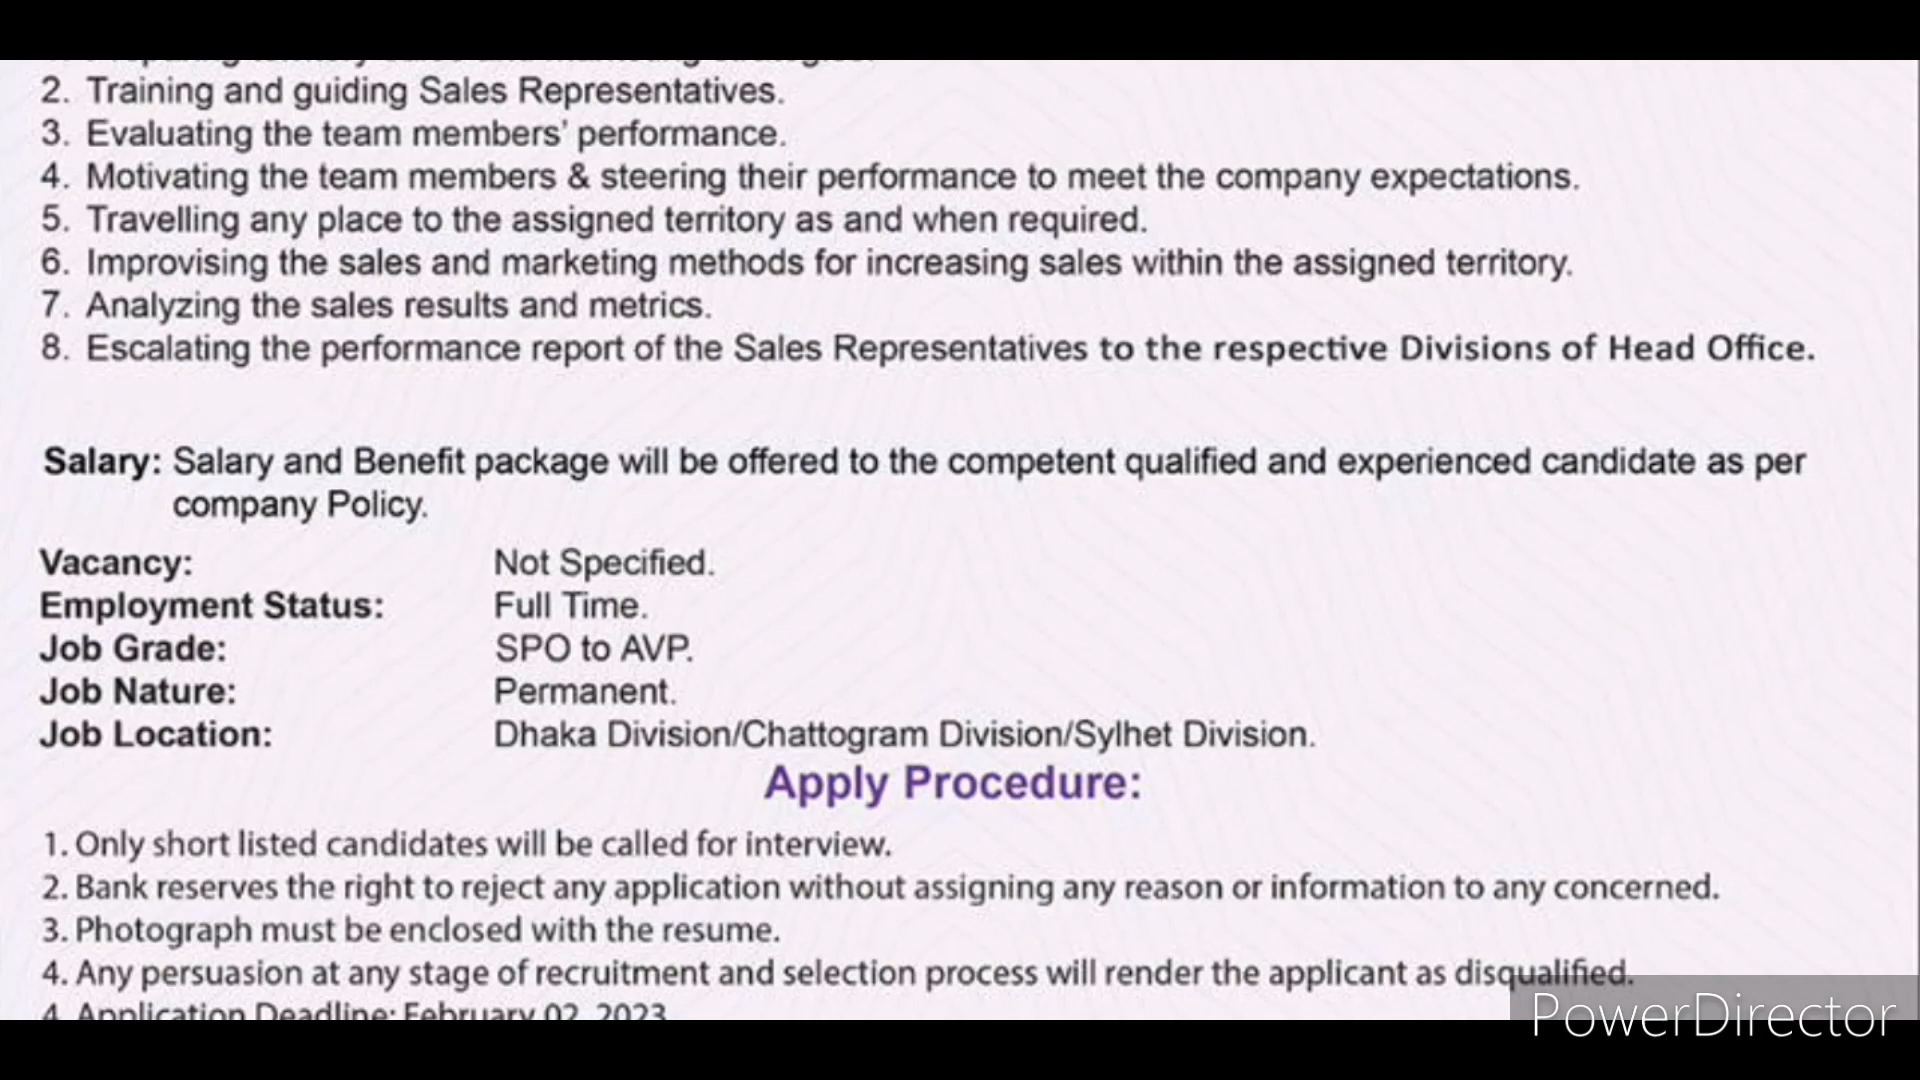 2. Training and guiding Sales Representatives.
3. Evaluating the team members’ performance.
4. Motivating the team members & steering their performance to meet the company expectations.
5. Travelling any place to the assigned territory as and when required.
6. Improvising the sales and marketing methods for increasing sales within the assigned territory.
7. Analyzing the sales results and metrics.
8. Escalating the performance report of the Sales Representatives to the respective Divisions of Head Office.
Salary: Salary and Benefit package will be offered to the competent qualified and experienced candidate as per
company Policy.
Vacancy: Not Specified.
Employment Status: Full Time.
Job Grade: SPO to AVP.
Job Nature: Permanent.
Job Location: Dhaka Division/Chattogram Division/Sylhet Division.
Apply Procedure:
1. Only short listed candidates will be called for interview.
2. Bank reserves the right to reject any application without assigning any reason or information to any concerned.
3. Photograph must be enclosed with the resume.
4. Any persuasion at any stage of recruitment and selection process will render the applicant as disqualified.
4. Application Deadline: February 02, 2023
PowerDirector